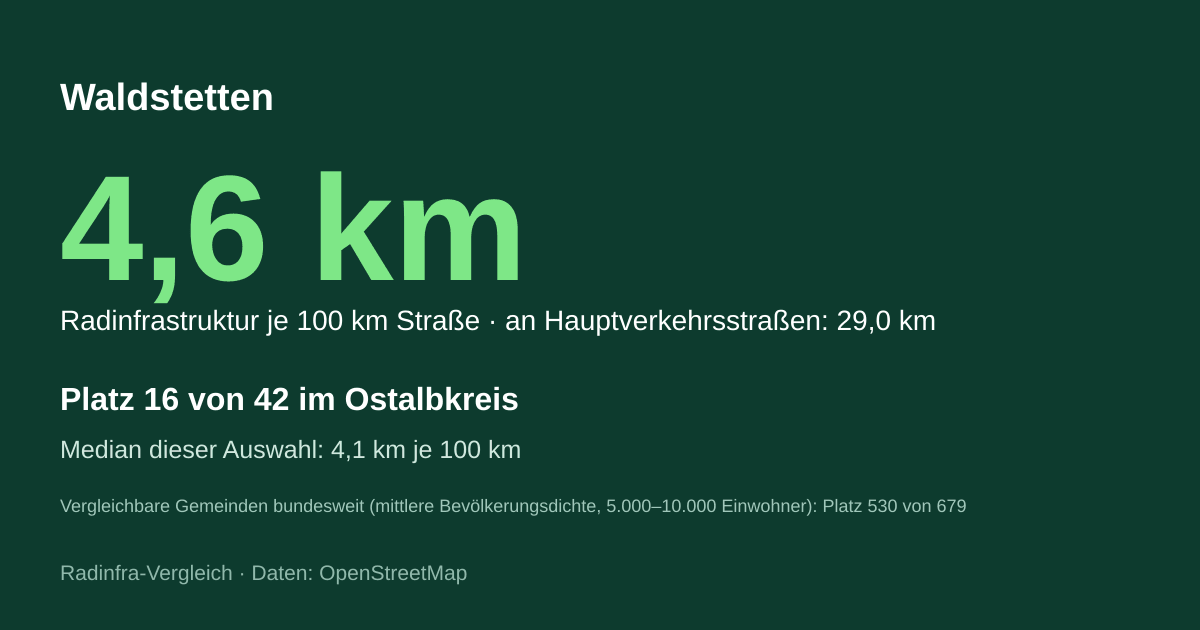 Waldstetten
4,6 km
Radinfrastruktur je 100 km Straße · an Hauptverkehrsstraßen: 29,0 km
Platz 16 von 42 im Ostalbkreis
Median dieser Auswahl: 4,1 km je 100 km
Vergleichbare Gemeinden bundesweit (mittlere Bevölkerungsdichte, 5.000–10.000 Einwohner): Platz 530 von 679
Radinfra-Vergleich · Daten: OpenStreetMap